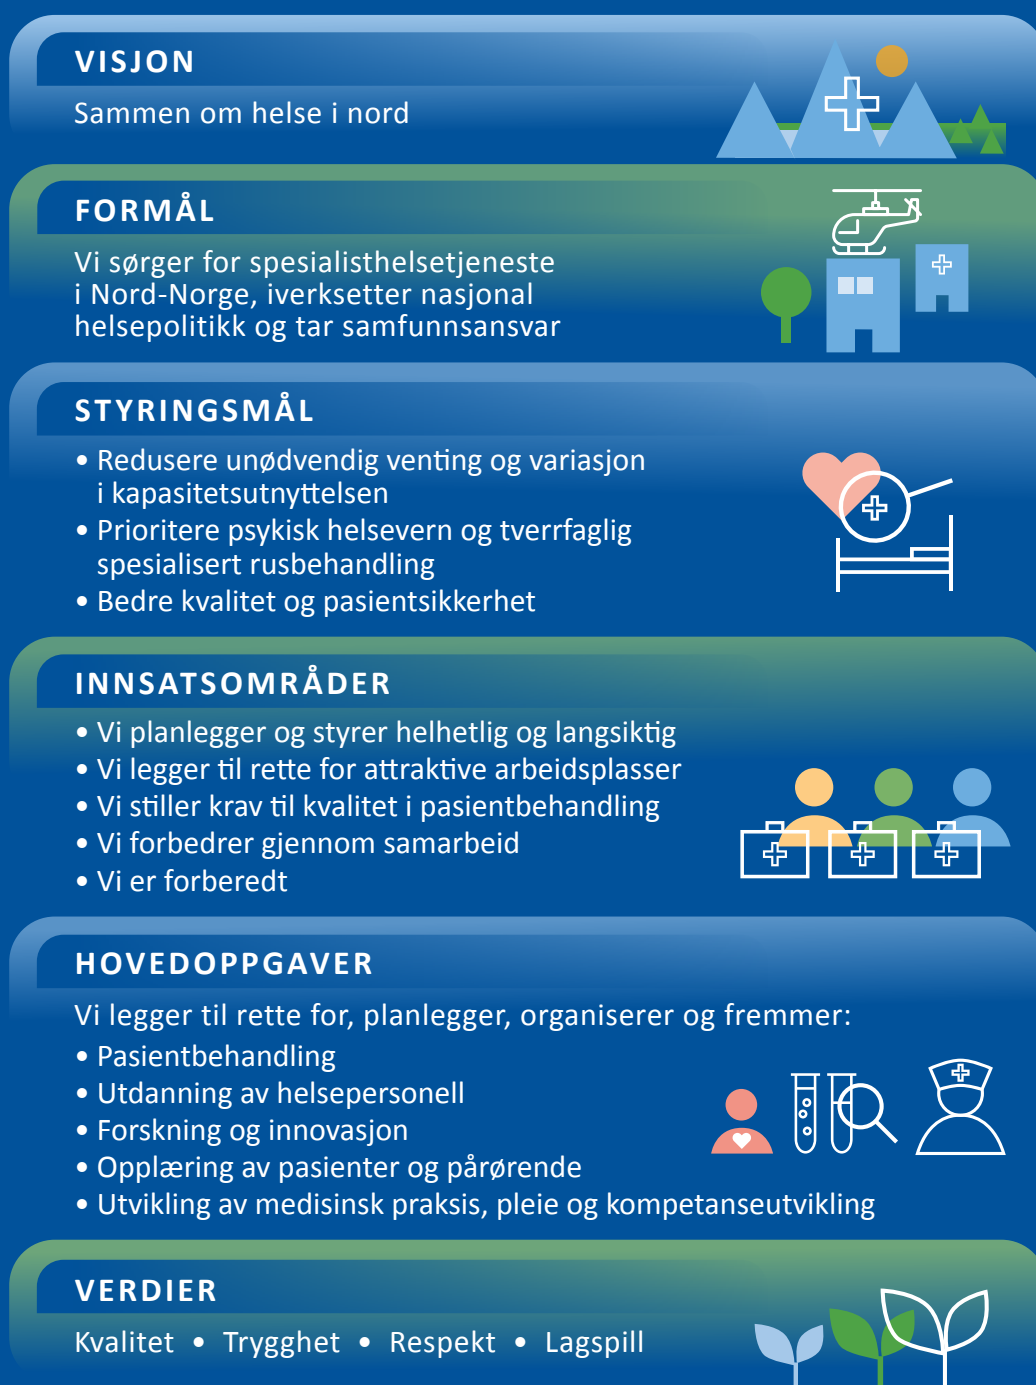 VISJON
Sammen om helse i nord
FORMÅL
Vi sørger for spesialisthelsetjeneste
i Nord-Norge, iverksetter nasjonal
helsepolitikk og tar samfunnsansvar
STYRINGSMÅL
• Redusere unødvendig venting og variasjon
i kapasitetsutnyttelsen
• Prioritere psykisk helsevern og tverrfaglig
spesialisert rusbehandling
• Bedre kvalitet og pasientsikkerhet
INNSATSOMRÅDER
• Vi planlegger og styrer helhetlig og langsiktig
• Vi legger til rette for attraktive arbeidsplasser
• Vi stiller krav til kvalitet i pasientbehandling
• Vi forbedrer gjennom samarbeid
• Vi er forberedt
HOVEDOPPGAVER
Vi legger til rette for, planlegger, organiserer og fremmer:
• Pasientbehandling
• Utdanning av helsepersonell
• Forskning og innovasjon
• Opplæring av pasienter og pårørende
• Utvikling av medisinsk praksis, pleie og kompetanseutvikling
VERDIER
Kvalitet • Trygghet • Respekt • Lagspill